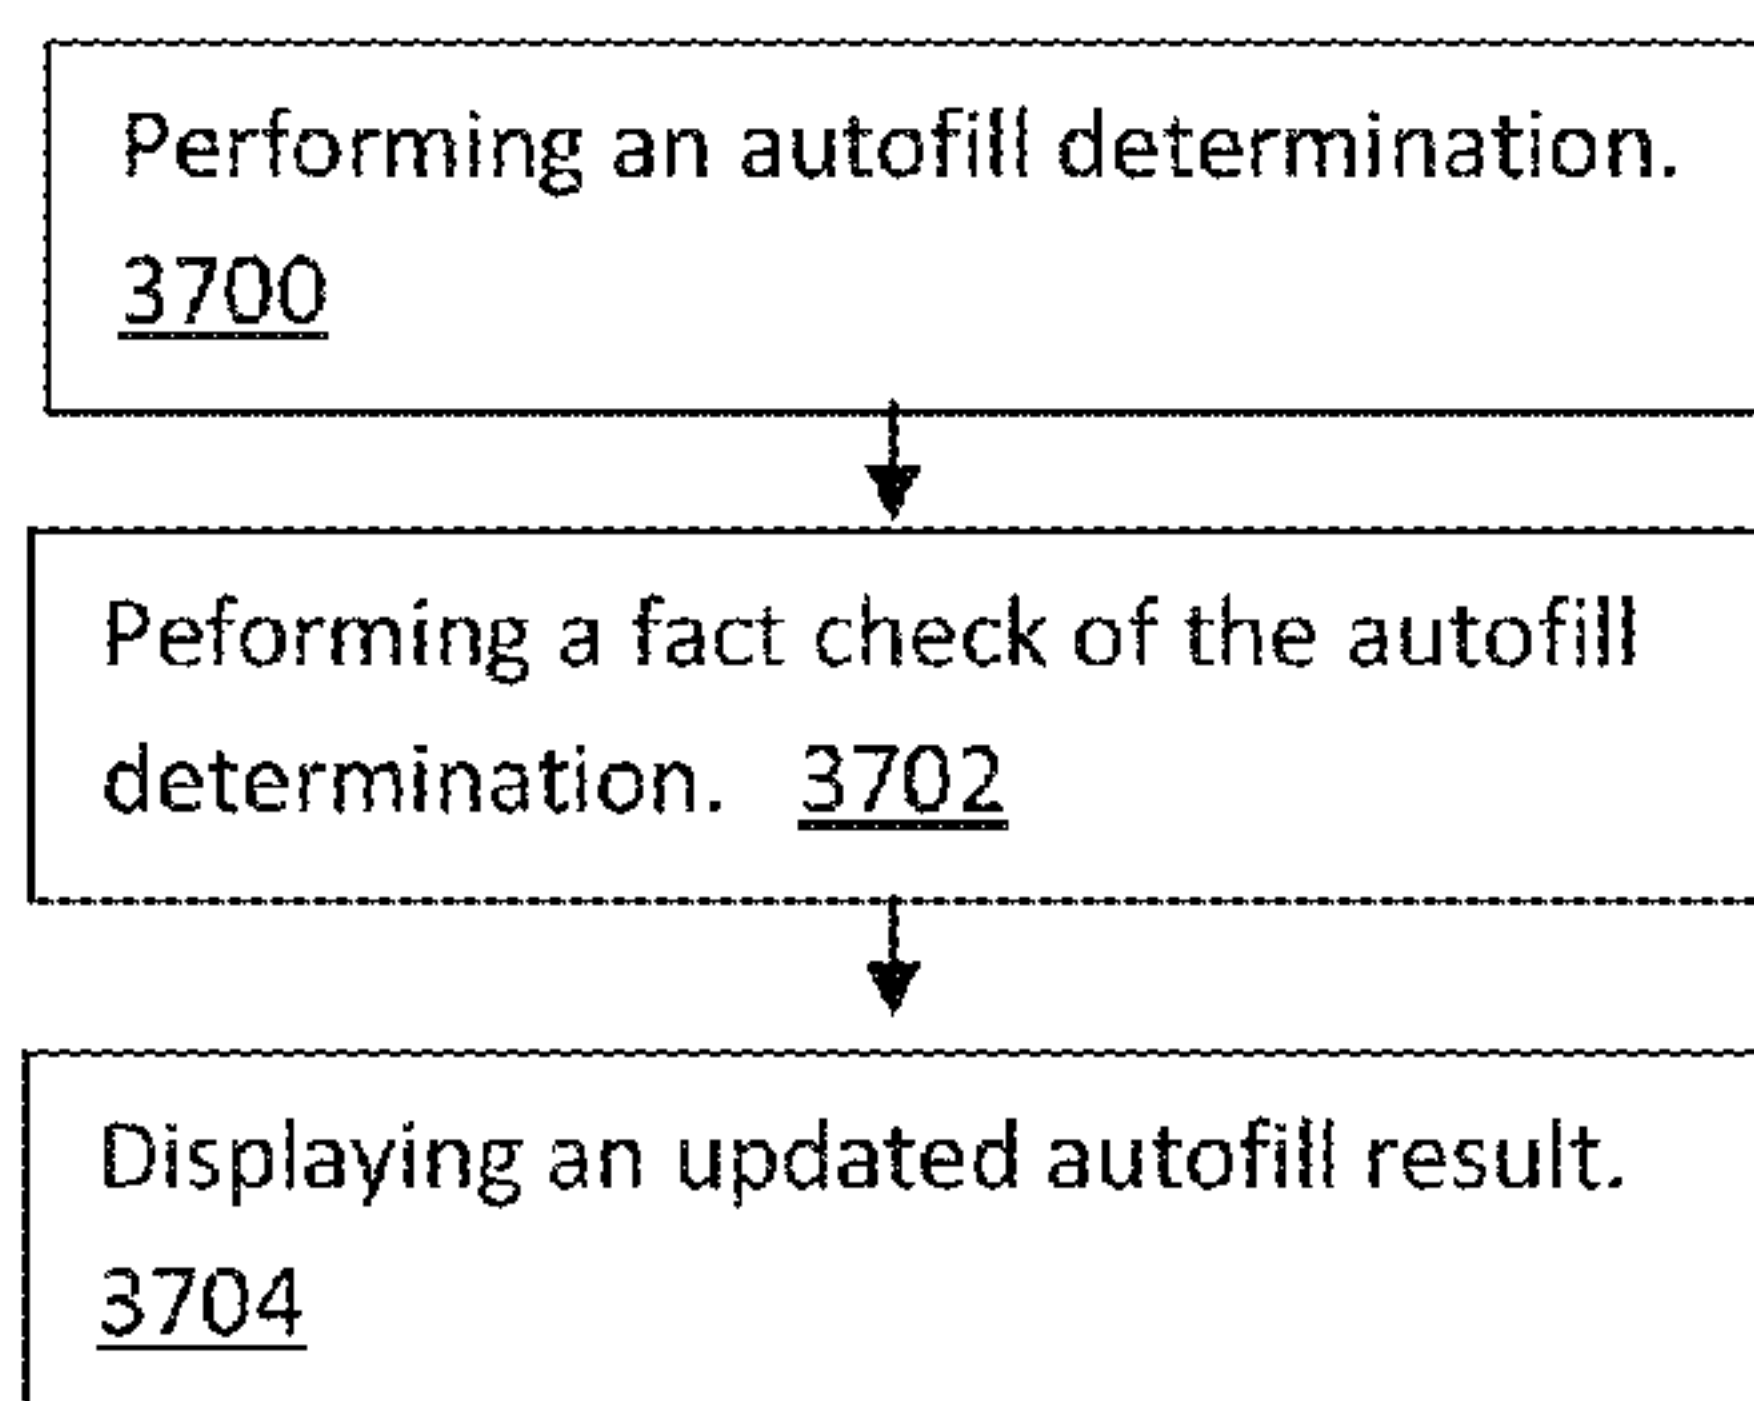 Performing an autofill determination.
3700
Peforming a fact check of the autofill
determination. 3702
Displaying an updated autofill result.
3704